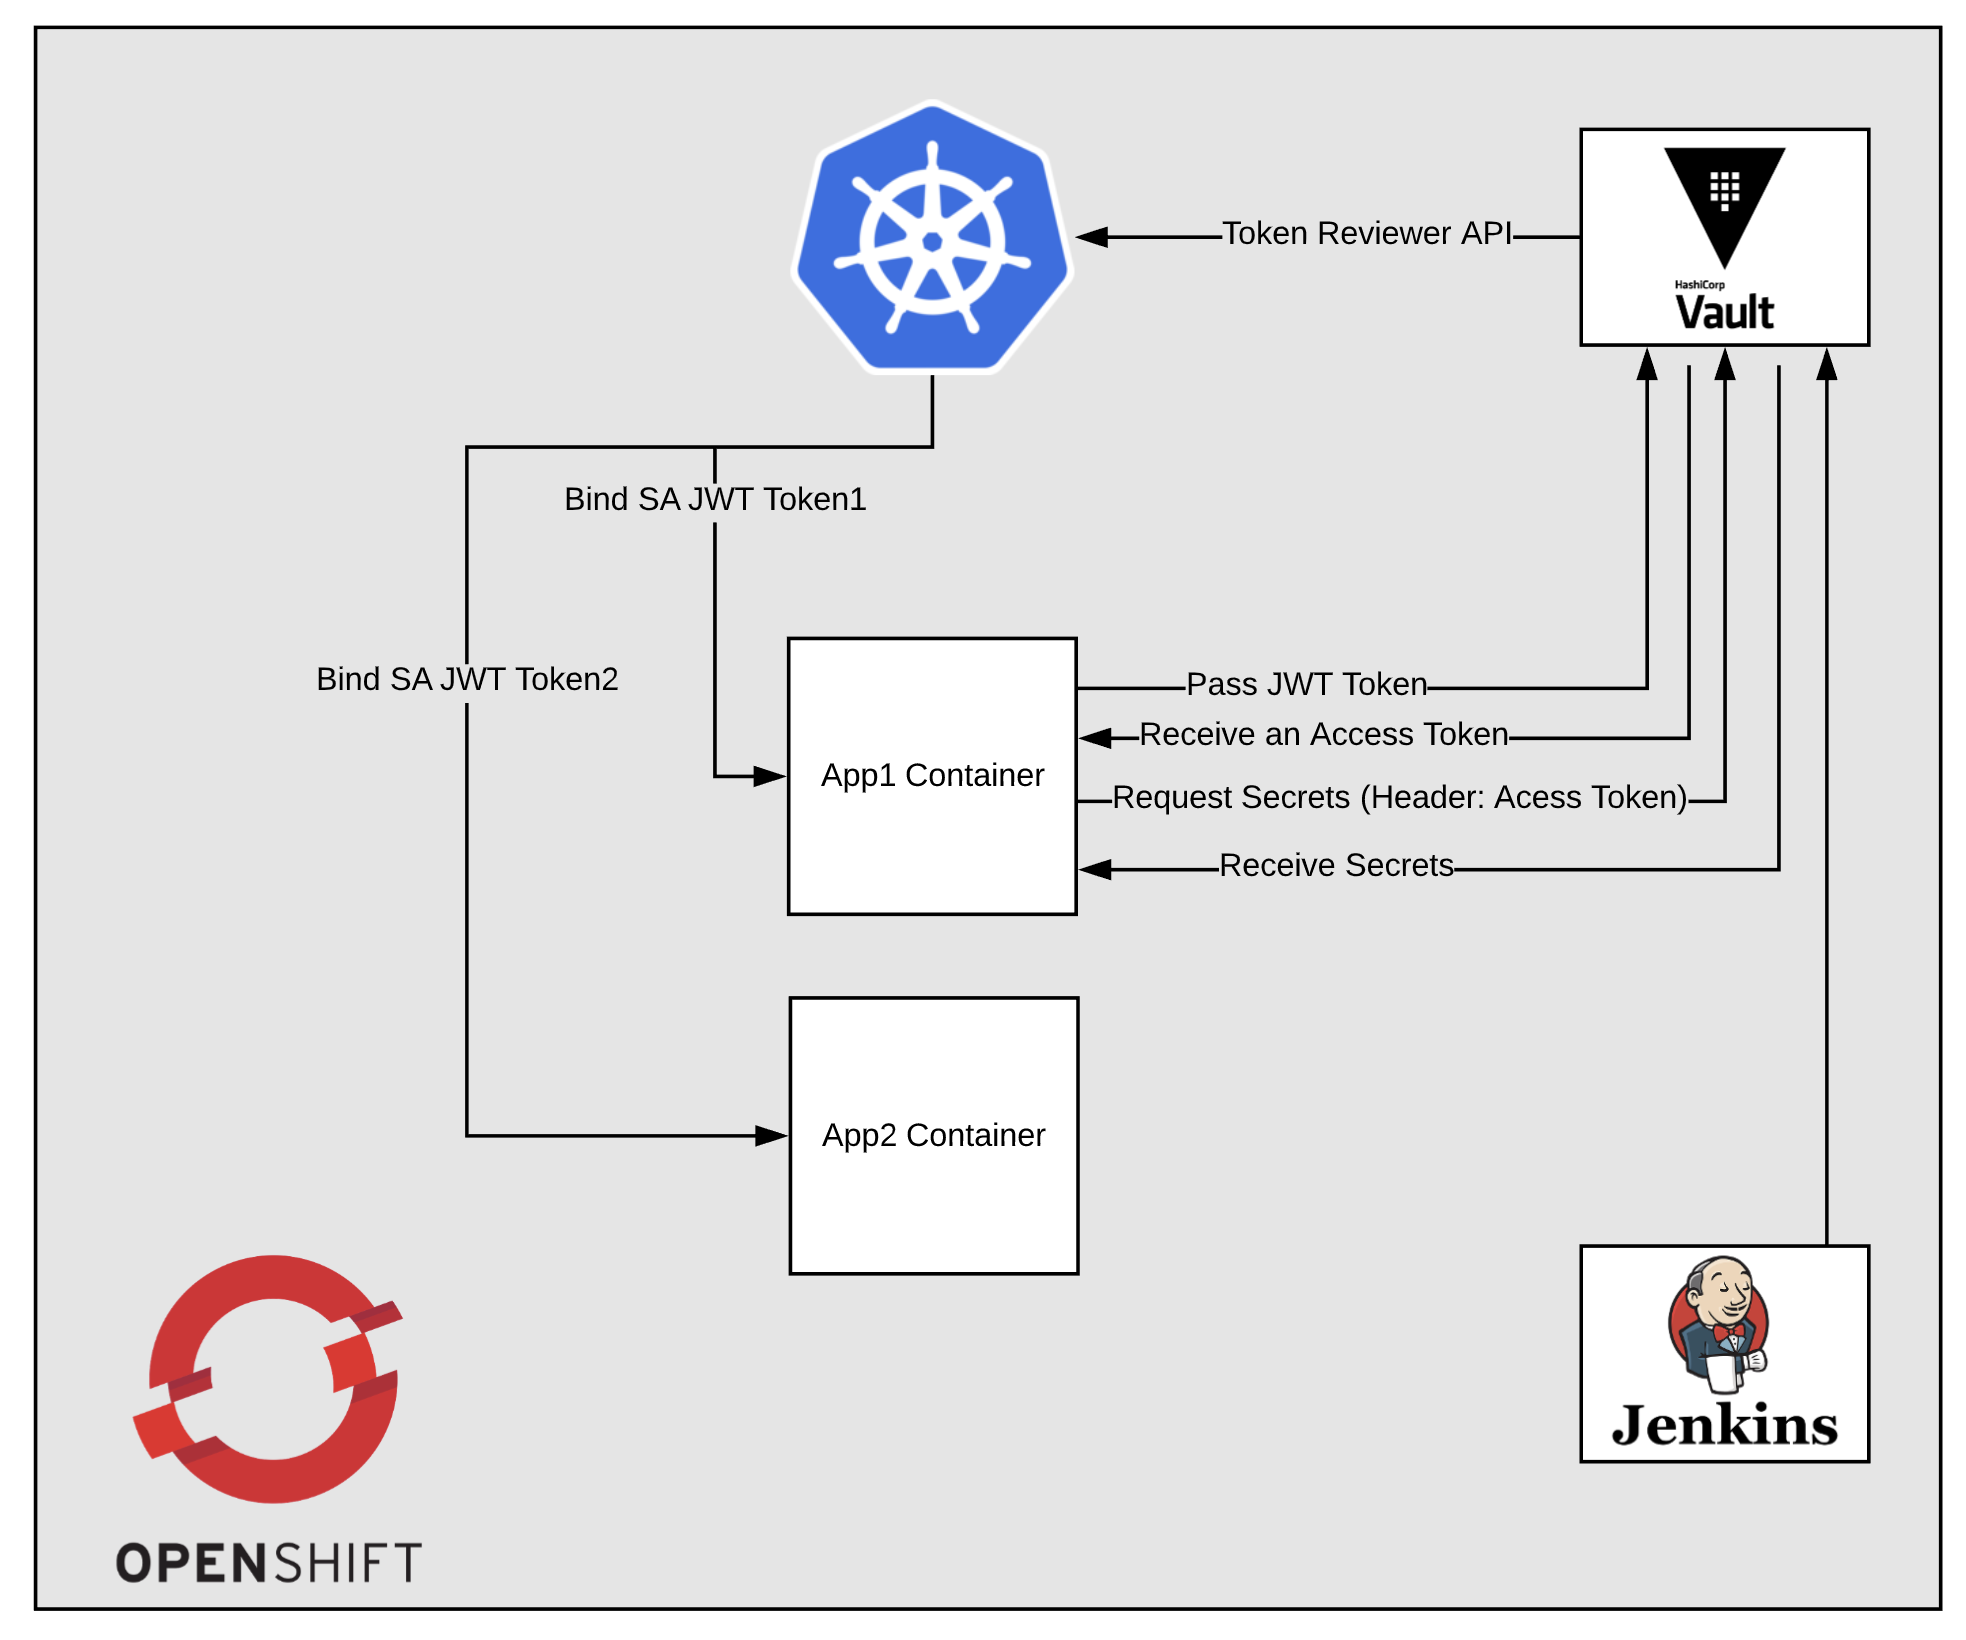 HashiCorp
Vault
Token Reviewer API
Bind SA JWT Token1
Bind SA JWT Token2
Pass JWT Token
Receive an Access Token
App1 Container
Request Secrets (Header: Acess Token)
Receive Secrets
App2 Container
Jenkins
OPENSHIFT